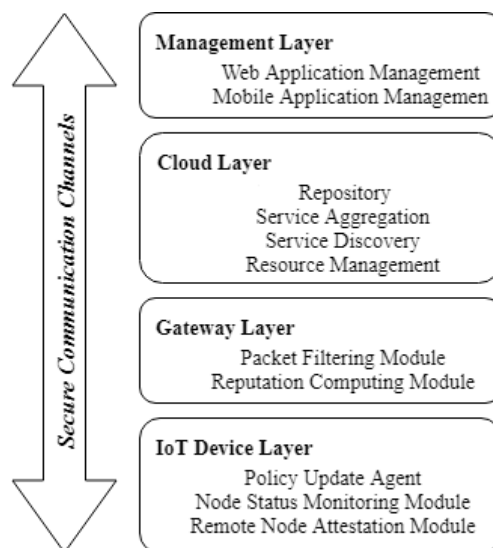 Management Layer
Web Application Management
Mobile Application Managemen
Cloud Layer
Repository
Service Aggregation
Service Discovery
Resource Management
Gateway Layer
Packet Filtering Module
Reputation Computing Module
IoT Device Layer
Policy Update Agent
Node Status Monitoring Module
Remote Node Attestation Module
Secure Communication Channels